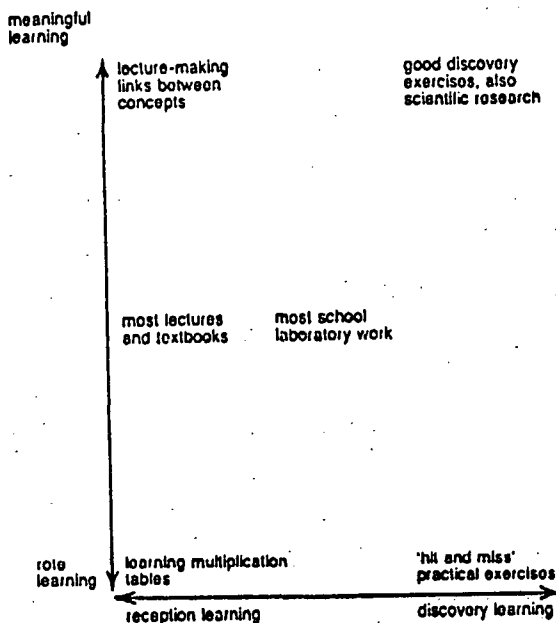 meaningful
learning
lecture-making
links between
concepts
good discovery
exercises, also
scientific research
most lectures
and textbooks
most school
laboratory work
rote
learning
learning multiplication
tables
'hit and miss'
practical exercises
reception learning
discovery learning